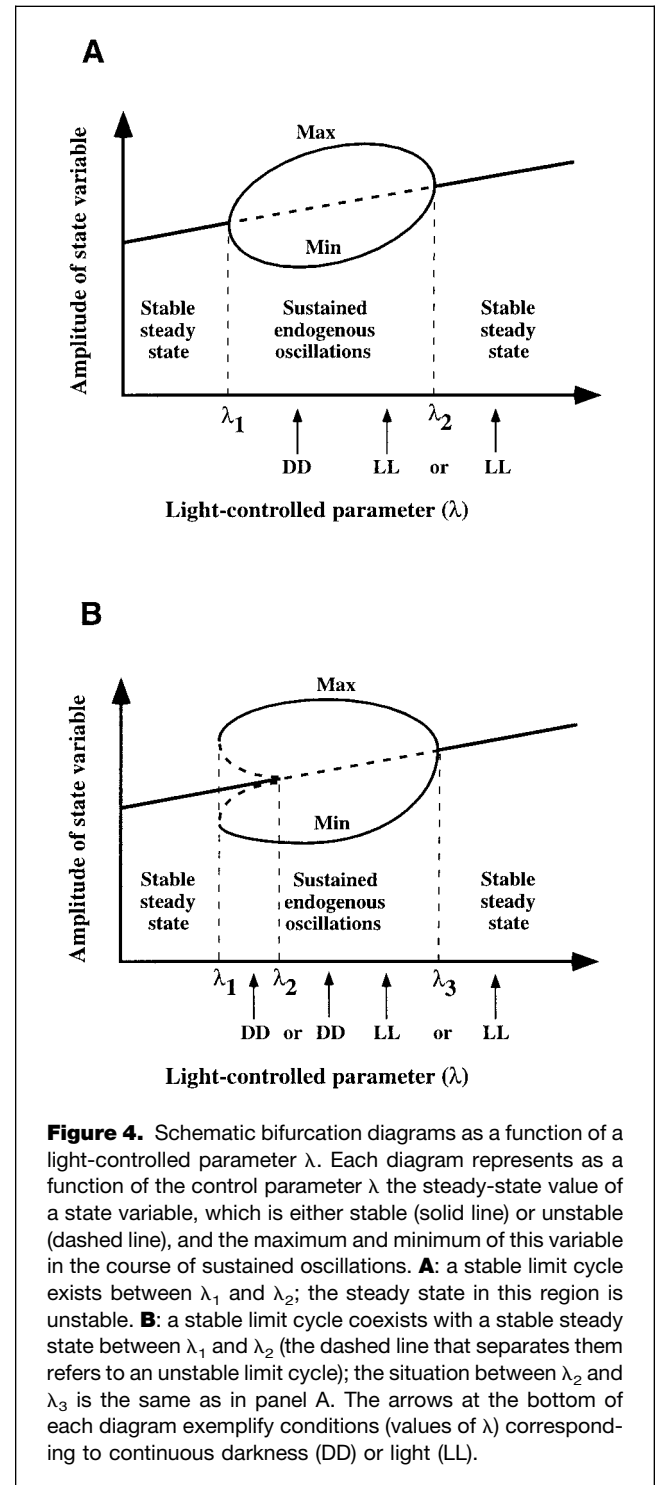 A
Amplitude of state variable
Max
Min
Stable
steady
state
Sustained
endogenous
oscillations
Stable
steady
state
λ1 λ2
DD LL or LL
Light-controlled parameter (λ)
B
Amplitude of state variable
Max
Min
Stable
steady
state
Sustained
endogenous
oscillations
Stable
steady
state
λ1 λ2 λ3
DD or DD LL or LL
Light-controlled parameter (λ)
Figure 4. Schematic bifurcation diagrams as a function of a
light-controlled parameter λ. Each diagram represents as a
function of the control parameter λ the steady-state value of
a state variable, which is either stable (solid line) or unstable
(dashed line), and the maximum and minimum of this variable
in the course of sustained oscillations. A: a stable limit cycle
exists between λ1 and λ2; the steady state in this region is
unstable. B: a stable limit cycle coexists with a stable steady
state between λ1 and λ2 (the dashed line that separates them
refers to an unstable limit cycle); the situation between λ2 and
λ3 is the same as in panel A. The arrows at the bottom of
each diagram exemplify conditions (values of λ) correspond-
ing to continuous darkness (DD) or light (LL).